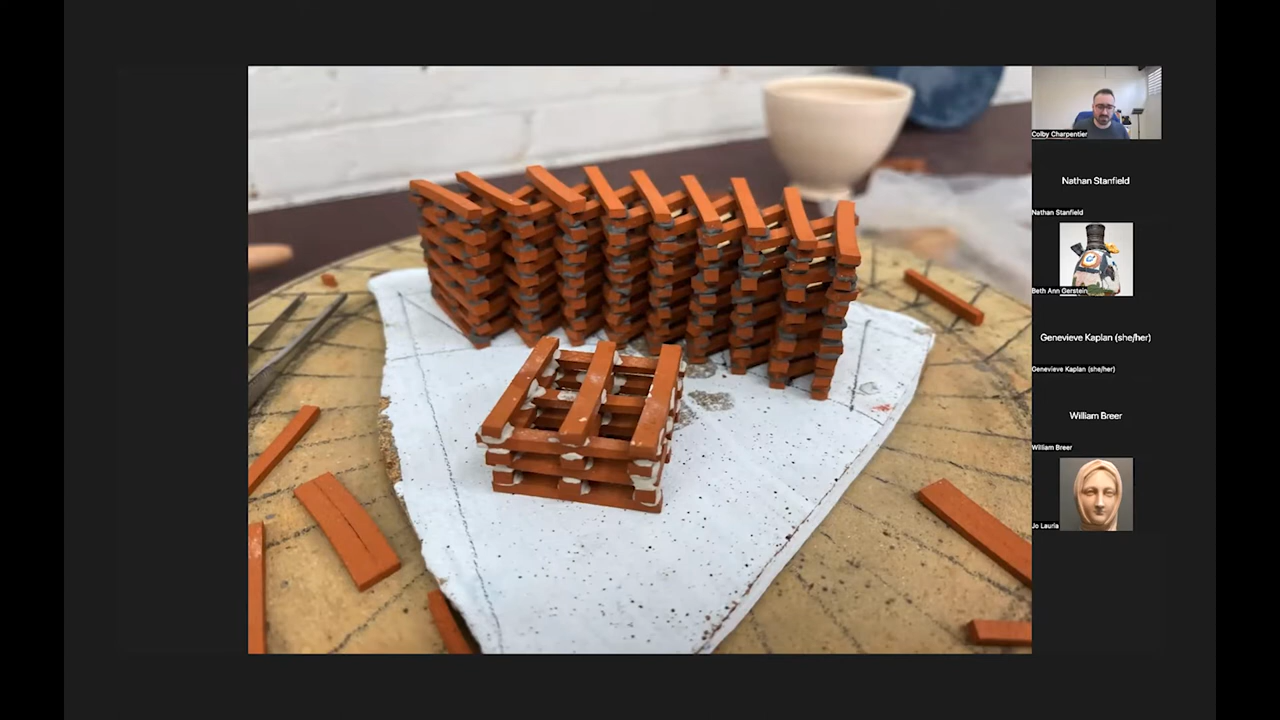 Colby Charpentier
Nathan Stanfield
Nathan Stanfield
Beth Ann Gerstein
Genevieve Kaplan (she/her)
Genevieve Kaplan (she/her)
William Breer
William Breer
Jo Lauria